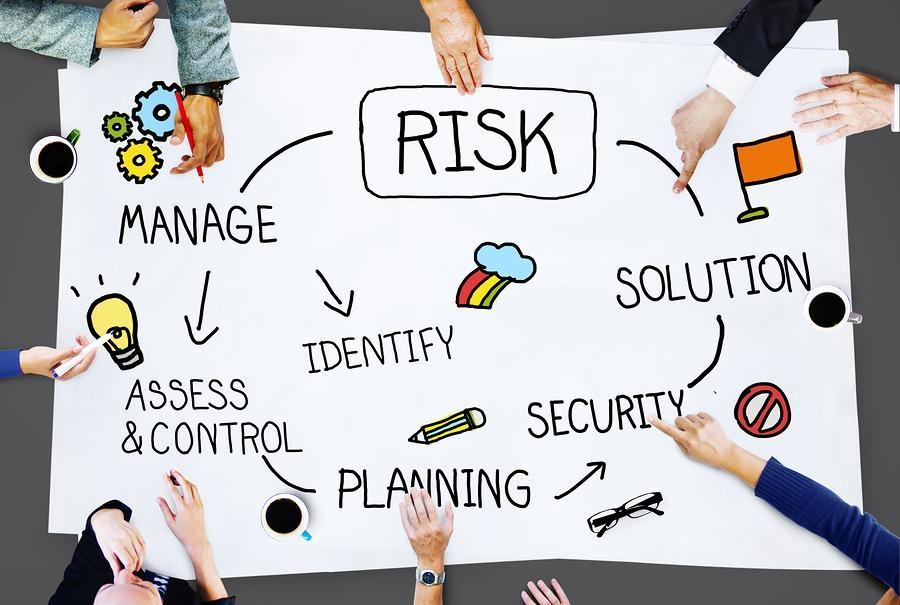 RISK
MANAGE
SOLUTION
IDENTIFY
ASSESS
& CONTROL
SECURITY
PLANNING